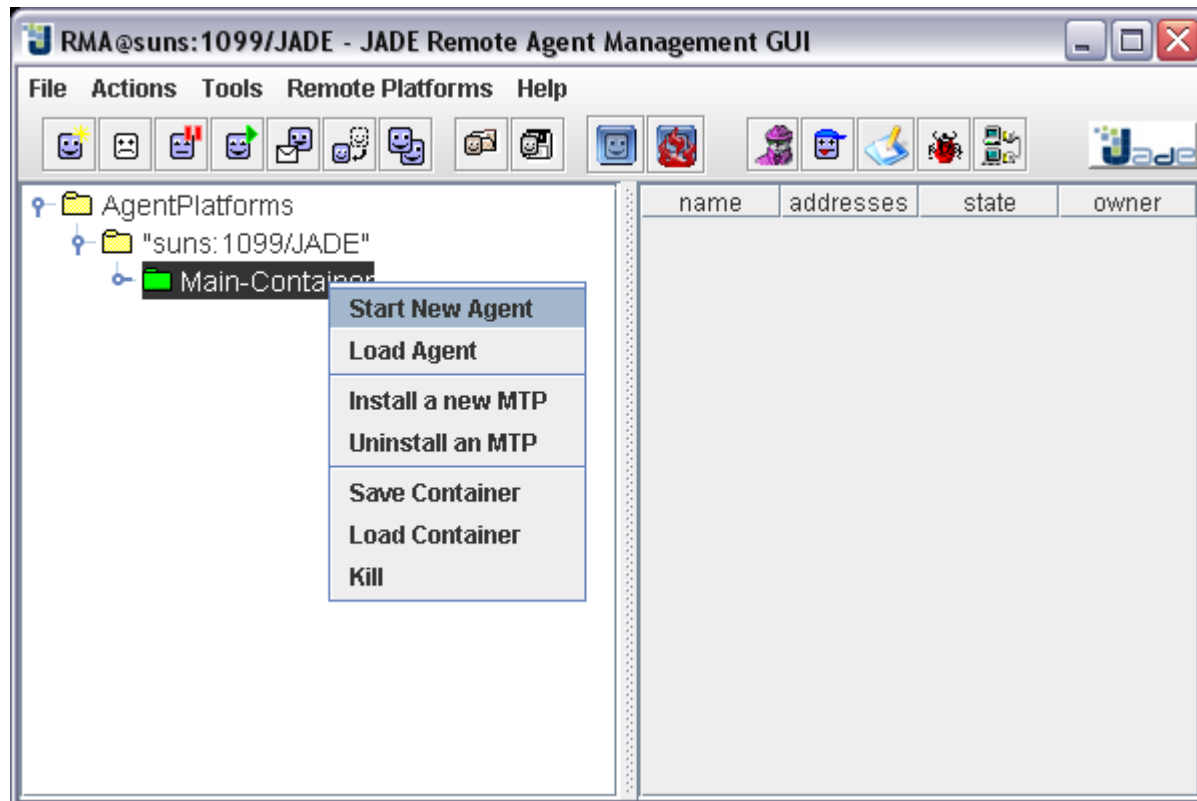 RMA@suns:1099/JADE - JADE Remote Agent Management GUI
File Actions Tools Remote Platforms Help
Jade
name addresses state owner
AgentPlatforms
"suns:1099/JADE"
Main-Container
Start New Agent
Load Agent
Install a new MTP
Uninstall an MTP
Save Container
Load Container
Kill